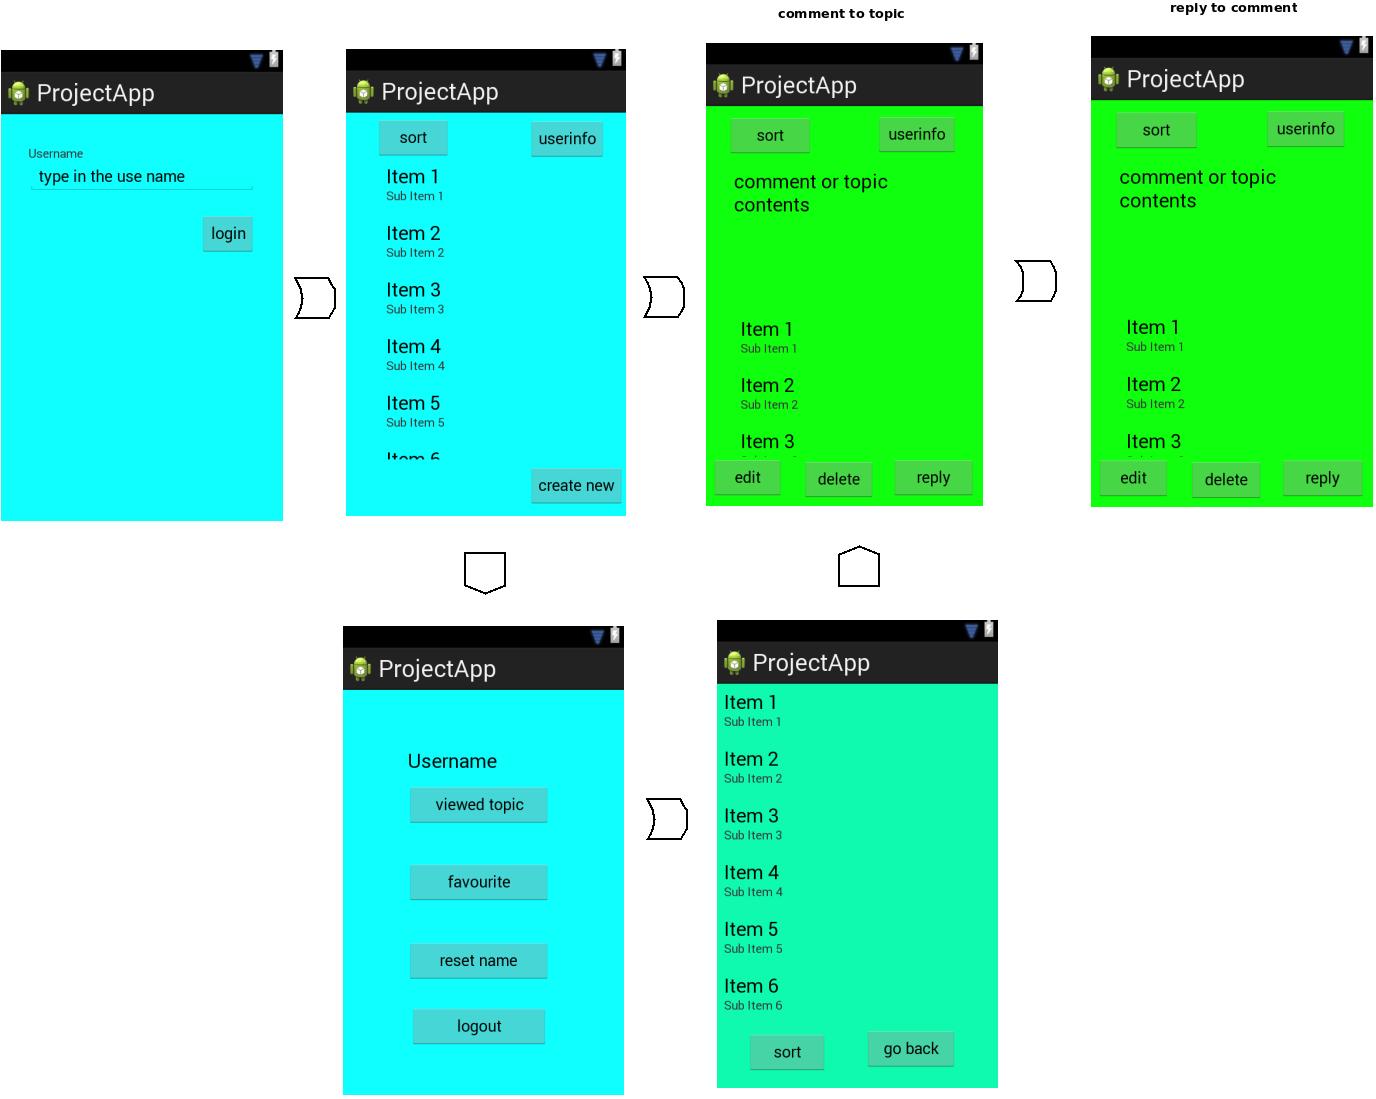 comment to topic
reply to comment
ProjectApp
Username
type in the use name
login
ProjectApp
sort
userinfo
Item 1
Sub Item 1
Item 2
Sub Item 2
Item 3
Sub Item 3
Item 4
Sub Item 4
Item 5
Sub Item 5
Item 6
create new
ProjectApp
sort
userinfo
comment or topic
contents
Item 1
Sub Item 1
Item 2
Sub Item 2
Item 3
edit
delete
reply
ProjectApp
sort
userinfo
comment or topic
contents
Item 1
Sub Item 1
Item 2
Sub Item 2
Item 3
edit
delete
reply
ProjectApp
Username
viewed topic
favourite
reset name
logout
ProjectApp
Item 1
Sub Item 1
Item 2
Sub Item 2
Item 3
Sub Item 3
Item 4
Sub Item 4
Item 5
Sub Item 5
Item 6
Sub Item 6
sort
go back